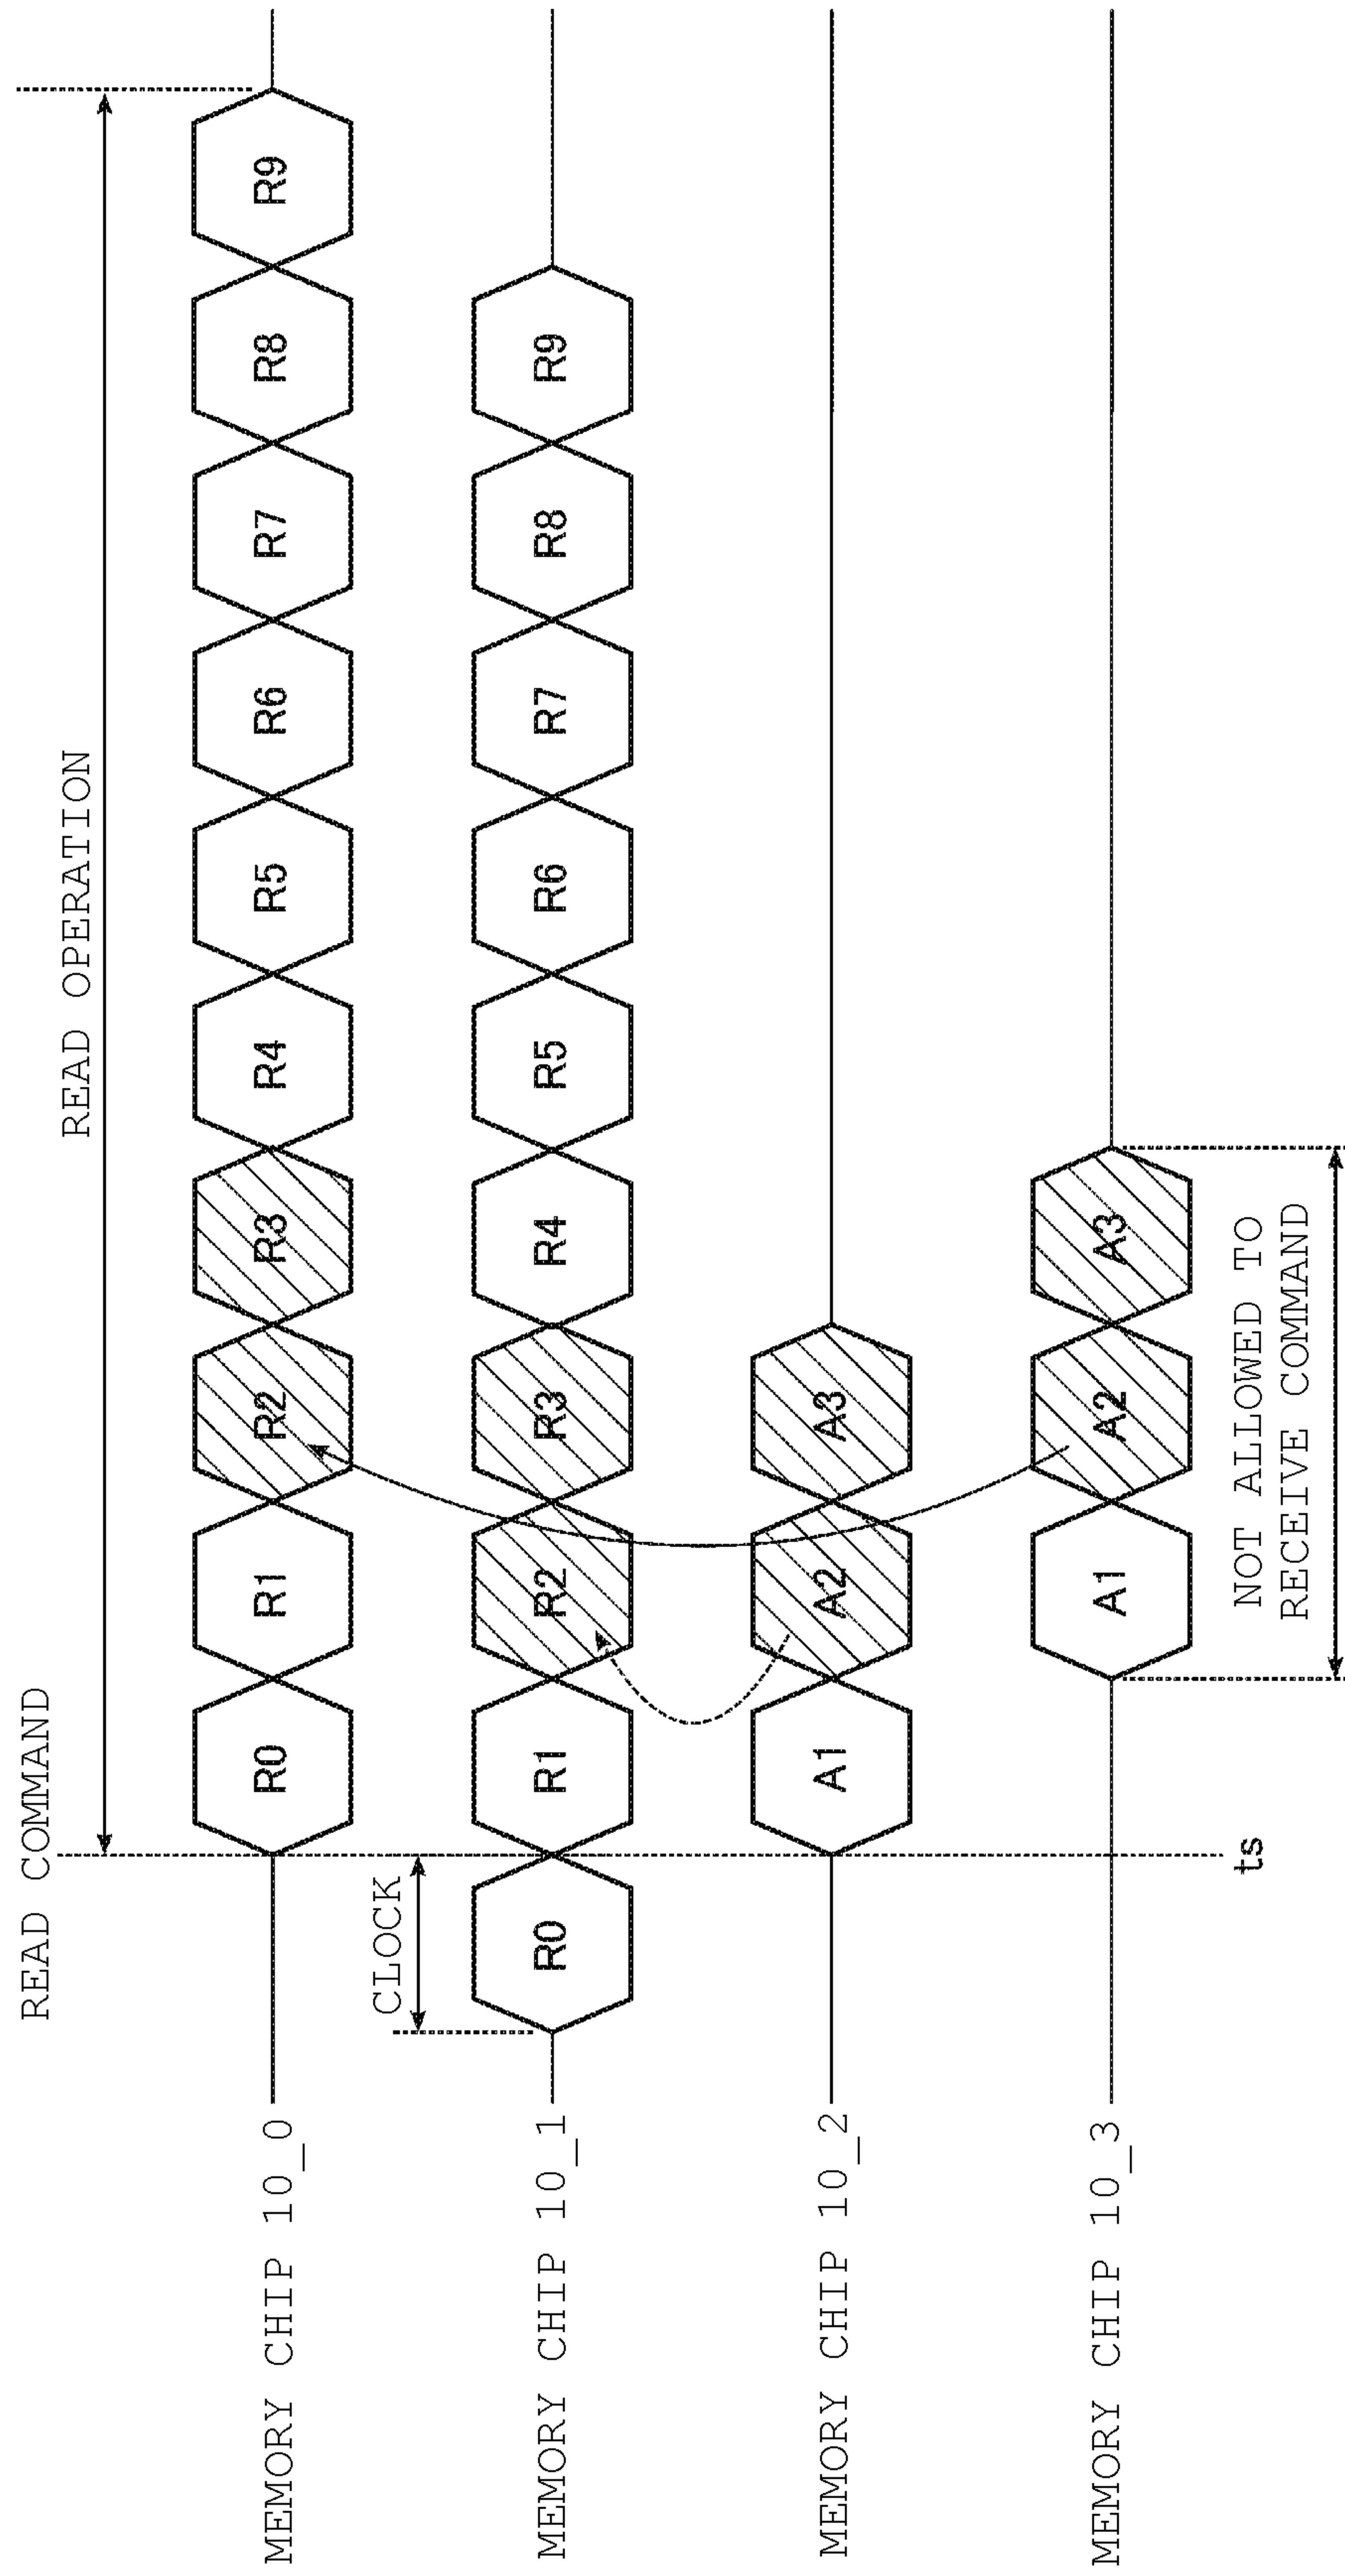 READ COMMAND
READ OPERATION
MEMORY CHIP 10_0
R0 R1 R2 R3 R4 R5 R6 R7 R8 R9
CLOCK
MEMORY CHIP 10_1
R0 R1 R2 R3 R4 R5 R6 R7 R8 R9
MEMORY CHIP 10_2
A1 A2 A3
MEMORY CHIP 10_3
A1 A2 A3
ts
NOT ALLOWED TO
RECEIVE COMMAND